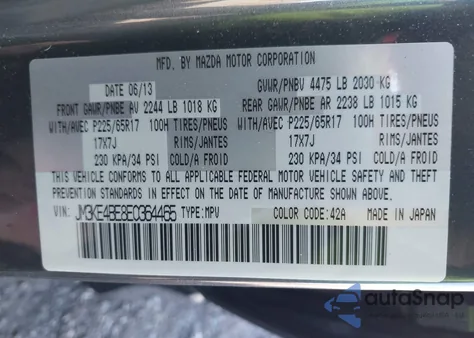 MFD. BY MAZDA MOTOR CORPORATION
DATE 06/13 GVWR/PNBV 4475 LB 2030 KG
FRONT GAWR/PNBE AV 2244 LB 1018 KG REAR GAWR/PNBE AR 2238 LB 1015 KG
WITH/AVEC P225/65R17 100H TIRES/PNEUS WITH/AVEC P225/65R17 100H TIRES/PNEUS
17X7J RIMS/JANTES 17X7J RIMS/JANTES
230 KPA/34 PSI COLD/A FROID 230 KPA/34 PSI COLD/A FROID
THIS VEHICLE CONFORMS TO ALL APPLICABLE FEDERAL MOTOR VEHICLE SAFETY AND THEFT
PREVENTION STANDARDS IN EFFECT ON THE DATE OF MANUFACTURE SHOWN ABOVE.
VIN: JM3KE4BE8E0364465 TYPE: MPV COLOR CODE: 42A MADE IN JAPAN
autoSnap